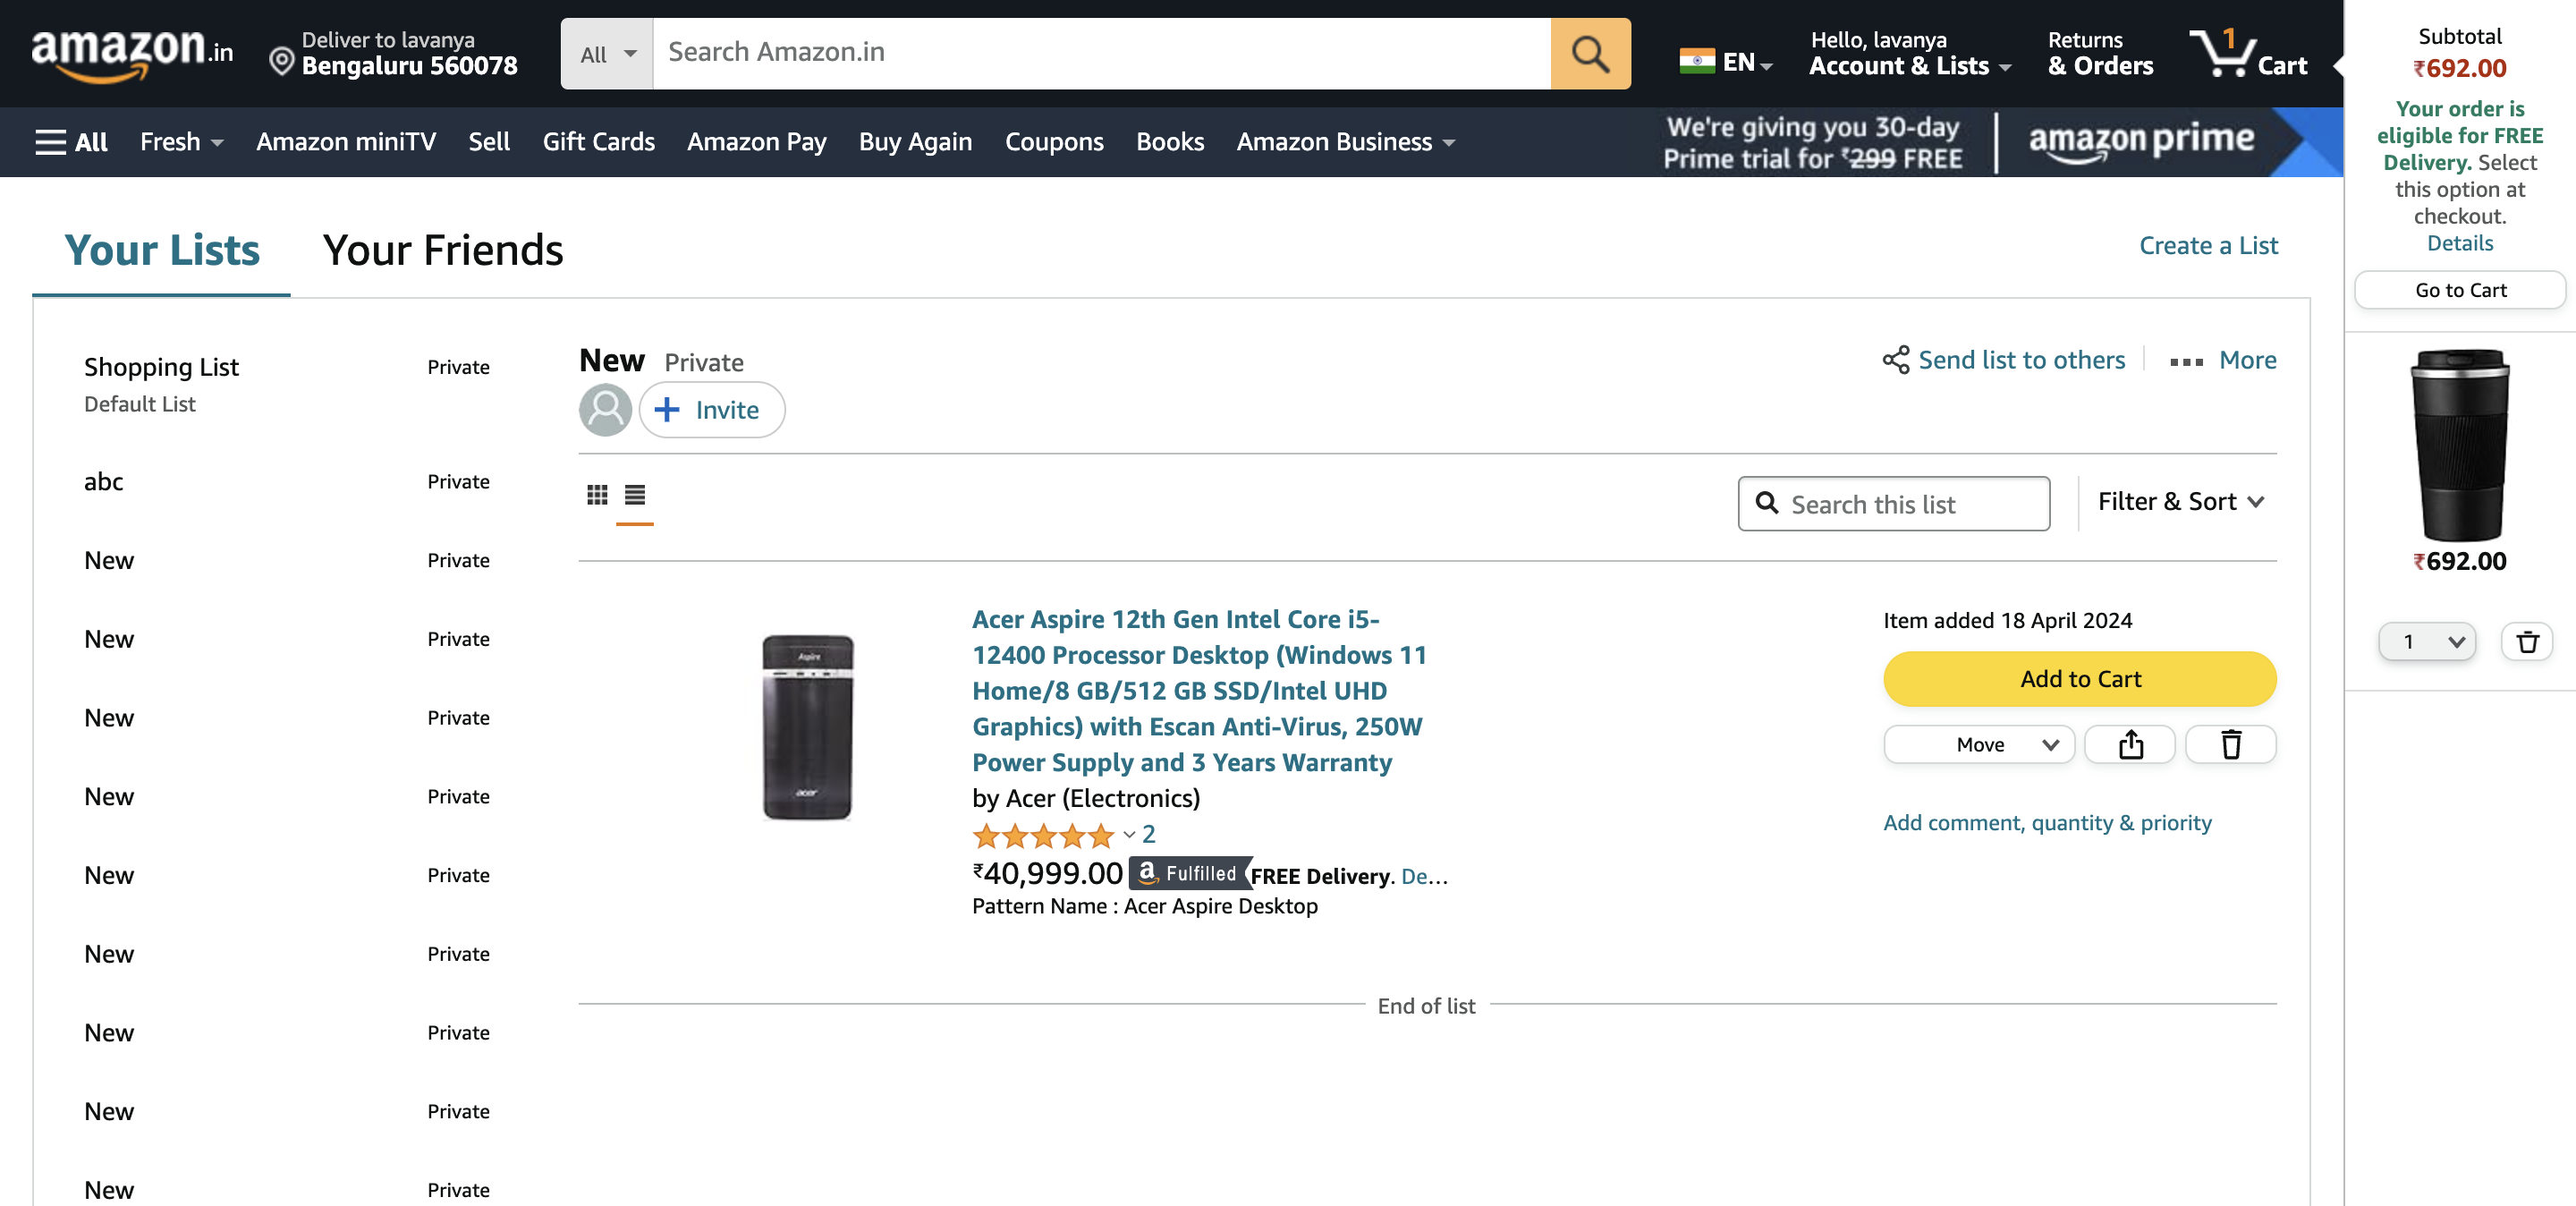 amazon.in
Deliver to lavanya
Bengaluru 560078
All
Search Amazon.in
EN
Hello, lavanya
Account & Lists
Returns
& Orders
1
Cart
All
Fresh
Amazon miniTV
Sell
Gift Cards
Amazon Pay
Buy Again
Coupons
Books
Amazon Business
We're giving you 30-day
Prime trial for ₹299 FREE
amazon prime
Your Lists
Your Friends
Create a List
Shopping List
Private
Default List
abc
Private
New
Private
New
Private
New
Private
New
Private
New
Private
New
Private
New
Private
New
Private
New
Private
New
Private
Invite
Send list to others
More
Search this list
Filter & Sort
Aspire
acer
Acer Aspire 12th Gen Intel Core i5-
12400 Processor Desktop (Windows 11
Home/8 GB/512 GB SSD/Intel UHD
Graphics) with Escan Anti-Virus, 250W
Power Supply and 3 Years Warranty
by Acer (Electronics)
2
₹40,999.00
a Fulfilled
FREE Delivery. De...
Pattern Name : Acer Aspire Desktop
Item added 18 April 2024
Add to Cart
Move
Add comment, quantity & priority
End of list
Subtotal
₹692.00
Your order is
eligible for FREE
Delivery. Select
this option at
checkout.
Details
Go to Cart
₹692.00
1